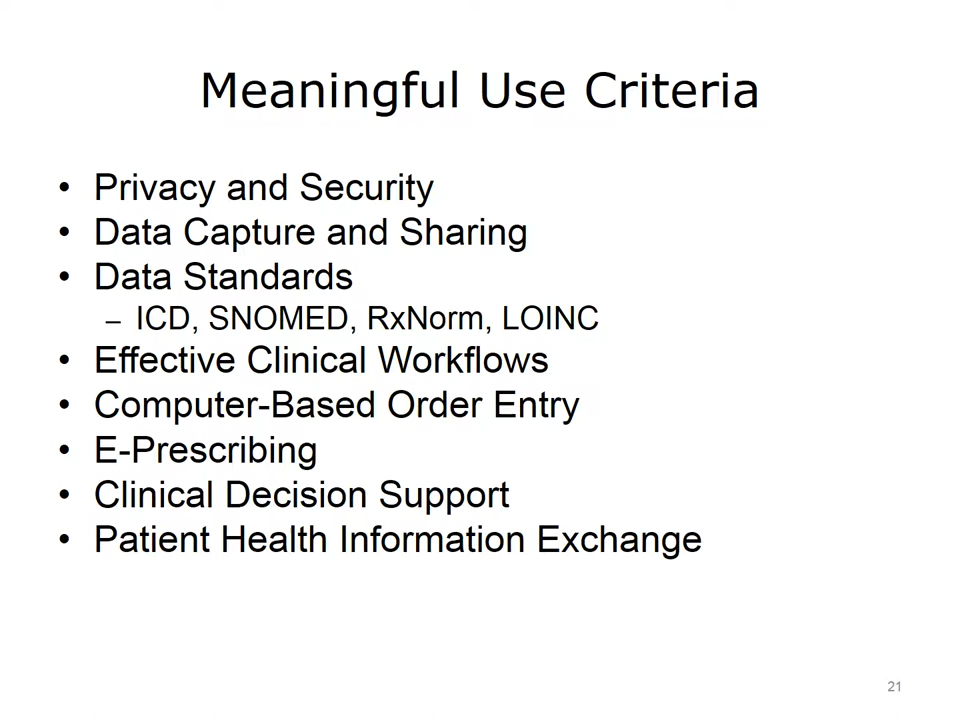 Meaningful Use Criteria
• Privacy and Security
• Data Capture and Sharing
• Data Standards
– ICD, SNOMED, RxNorm, LOINC
• Effective Clinical Workflows
• Computer-Based Order Entry
• E-Prescribing
• Clinical Decision Support
• Patient Health Information Exchange
21